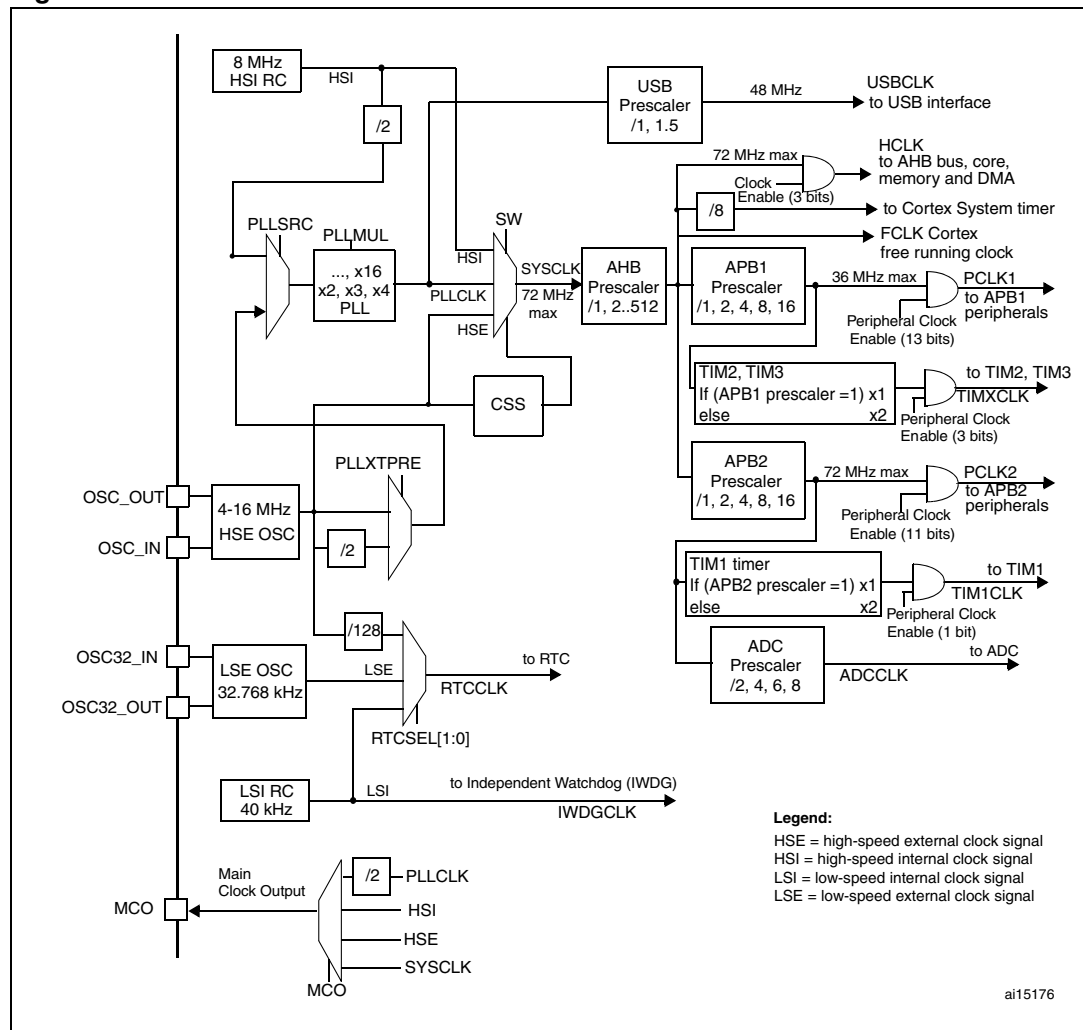 8 MHz
HSI RC
HSI
/2
USB
Prescaler
/1, 1.5
48 MHz
USBCLK
to USB interface
72 MHz max
Clock
Enable (3 bits)
HCLK
to AHB bus, core,
memory and DMA
/8
to Cortex System timer
FCLK Cortex
free running clock
PLLSRC
PLLMUL
..., x16
x2, x3, x4
PLL
SW
HSI
PLLCLK
HSE
SYSCLK
72 MHz
max
AHB
Prescaler
/1, 2..512
APB1
Prescaler
/1, 2, 4, 8, 16
36 MHz max
PCLK1
to APB1
peripherals
Peripheral Clock
Enable (13 bits)
CSS
TIM2, TIM3
If (APB1 prescaler =1) x1
else x2
to TIM2, TIM3
TIMXCLK
Peripheral Clock
Enable (3 bits)
APB2
Prescaler
/1, 2, 4, 8, 16
72 MHz max
PCLK2
to APB2
peripherals
Peripheral Clock
Enable (11 bits)
PLLXTPRE
OSC_OUT
OSC_IN
4-16 MHz
HSE OSC
/2
TIM1 timer
If (APB2 prescaler =1) x1
else x2
to TIM1
TIM1CLK
Peripheral Clock
Enable (1 bit)
ADC
Prescaler
/2, 4, 6, 8
to ADC
ADCCLK
/128
OSC32_IN
OSC32_OUT
LSE OSC
32.768 kHz
LSE
to RTC
RTCCLK
RTCSEL[1:0]
LSI RC
40 kHz
LSI
to Independent Watchdog (IWDG)
IWDGCLK
Legend:
HSE = high-speed external clock signal
HSI = high-speed internal clock signal
LSI = low-speed internal clock signal
LSE = low-speed external clock signal
Main
Clock Output
MCO
/2
PLLCLK
HSI
HSE
SYSCLK
MCO
ai15176